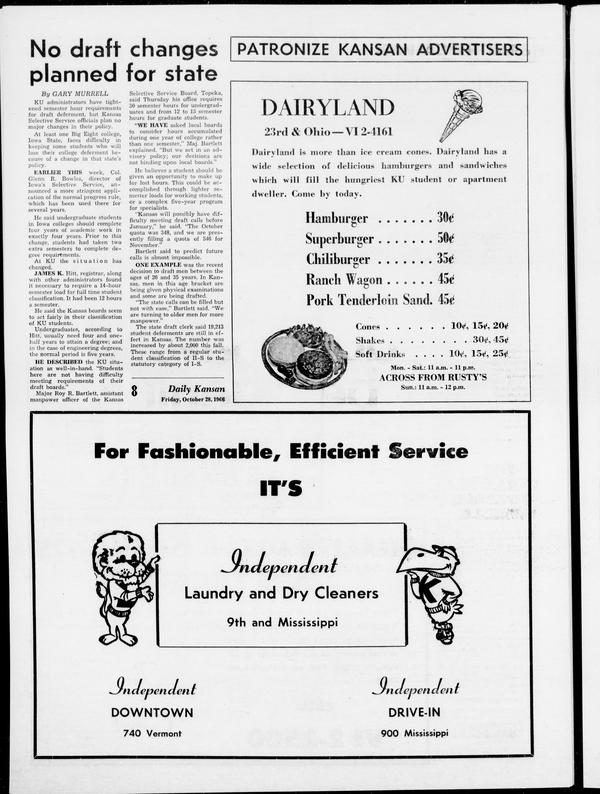 No draft changes
planned for state
By GARY MURRELL
KU administrators have tight-
ened semester hour requirements
for draft deferment, but Kansas
Selective Service officials plan no
major changes in their policy.
At least one Big Eight college,
Iowa State, faces difficulty in
keeping some students who will
lose their college deferment be-
cause of a change in that state's
policy.
EARLIER THIS week, Col.
Glenn R. Bowles, director of
Iowa's Selective Service, an-
nounced a more stringent appli-
cation of the normal progress rule,
which has been used there for
several years.
He said undergraduate students
in Iowa colleges should complete
four years of academic work in
exactly four years. Prior to this
change, students had taken two
extra semesters to complete de-
gree requirements.
At KU the situation has
changed.
JAMES K. Hitt, registrar, along
with other administrators found
it necessary to require a 14-hour
semester load for full time student
classification. It had been 12 hours
a semester.
He said the Kansas boards seem
to act fairly in their classification
of KU students.
Undergraduates, according to
Hitt, usually need four and one-
half years to attain a degree; and
in the case of engineering degrees,
the normal period is five years.
HE DESCRIBED the KU situ-
ation as well-in-hand. "Students
here are not having difficulty
meeting requirements of their
draft boards."
Major Roy R. Bartlett, assistant
manpower officer of the Kansas
Selective Service Board, Topeka,
said Thursday his office requires
30 semester hours for undergrad-
uates and from 12 to 15 semester
hours for graduate students.
"WE HAVE asked local boards
to consider hours accumulated
during one year of college rather
than one semester," Maj. Bartlett
explained. "But we set in an ad-
visory policy; our decisions are
not binding upon local boards."
He believes a student should be
given an opportunity to make up
for lost hours. This could be ac-
complished through lighter se-
mester loads for working students,
or a complex five-year program
for specialists.
"Kansas will possibly have dif-
ficulty meeting draft calls before
January," he said. "The October
quota was 348, and we are pres-
ently filling a quota of 546 for
November."
Bartlett said to predict future
calls is almost impossible.
ONE EXAMPLE was the recent
decision to draft men between the
ages of 26 and 35 years. In Kan-
sas, men in this age bracket are
being given physical examinations
and some are being drafted.
"The state calls can be filled but
not with ease," Bartlett said. "We
are turning to older men for more
manpower."
The state draft clerk said 19,213
student deferments are still in ef-
fect in Kansas. The number was
increased by about 2,000 this fall.
These range from a regular stu-
dent classification of II-S to the
statutory category of I-S.
8 Daily Kansan
Friday, October 28, 1966
PATRONIZE KANSAN ADVERTISERS
DAIRYLAND
23rd & Ohio—VI 2-4161
Dairyland is more than ice cream cones. Dairyland has a
wide selection of delicious hamburgers and sandwiches
which will fill the hungriest KU student or apartment
dweller. Come by today.
Hamburger . . . . . . . 30¢
Superburger . . . . . . . 50¢
Chiliburger . . . . . . . 35¢
Ranch Wagon . . . . . . 45¢
Pork Tenderloin Sand. 45¢
Cones . . . . . . . 10¢, 15¢, 20¢
Shakes . . . . . . . . . 30¢, 45¢
Soft Drinks . . . . 10¢, 15¢, 25¢
Mon. - Sat.: 11 a.m. - 11 p.m.
ACROSS FROM RUSTY'S
Sun.: 11 a.m. - 12 p.m.
For Fashionable, Efficient Service
IT'S
Independent
Laundry and Dry Cleaners
9th and Mississippi
K
Independent
DOWNTOWN
740 Vermont
Independent
DRIVE-IN
900 Mississippi